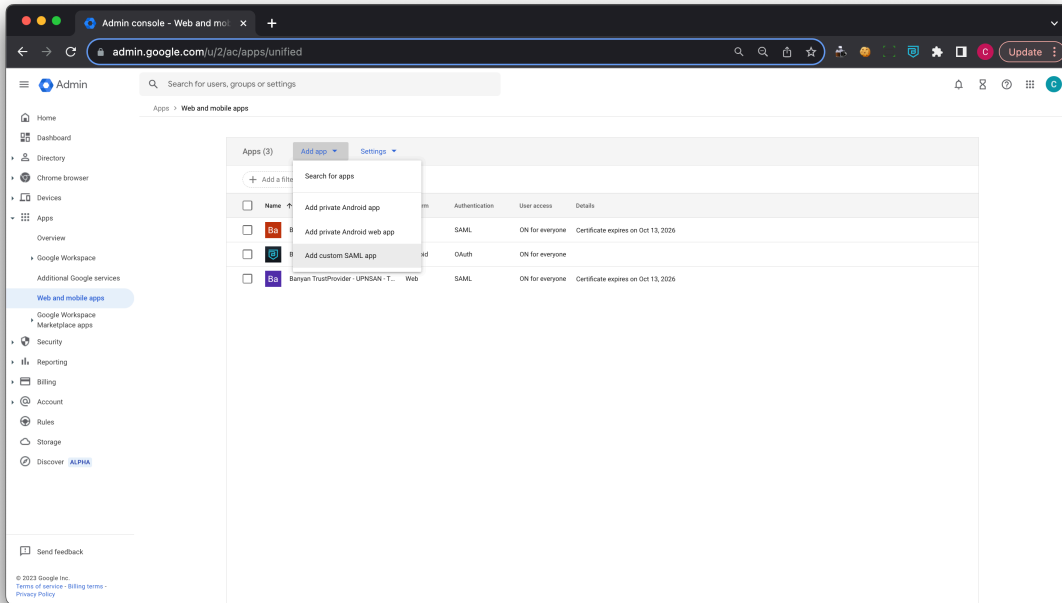 Admin console - Web and mob
admin.google.com/u/2/ac/apps/unified
C
Update
Admin
Search for users, groups or settings
C
Apps > Web and mobile apps
Home
Dashboard
Directory
Chrome browser
Devices
Apps
Overview
Google Workspace
Additional Google services
Web and mobile apps
Google Workspace
Marketplace apps
Security
Reporting
Billing
Account
Rules
Storage
Discover ALPHA
Send feedback
© 2023 Google Inc.
Terms of service - Billing terms -
Privacy Policy
Apps (3) Add app Settings
+ Add a filte
Search for apps
Add private Android app
Add private Android web app
Add custom SAML app
Name rm Authentication User access Details
Ba B SAML ON for everyone Certificate expires on Oct 13, 2026
B id OAuth ON for everyone
Ba Banyan TrustProvider - UPNSAN - T... Web SAML ON for everyone Certificate expires on Oct 13, 2026